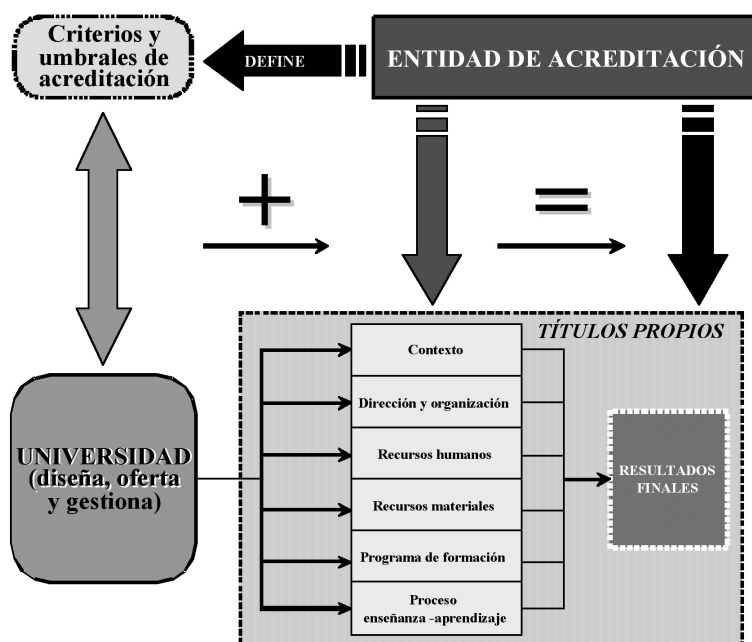 Criterios y
umbrales de
acreditación
DEFINE
ENTIDAD DE ACREDITACIÓN
+
=
TÍTULOS PROPIOS
Contexto
Dirección y organización
Recursos humanos
Recursos materiales
Programa de formación
Proceso
enseñanza -aprendizaje
UNIVERSIDAD
(diseña, oferta
y gestiona)
RESULTADOS
FINALES